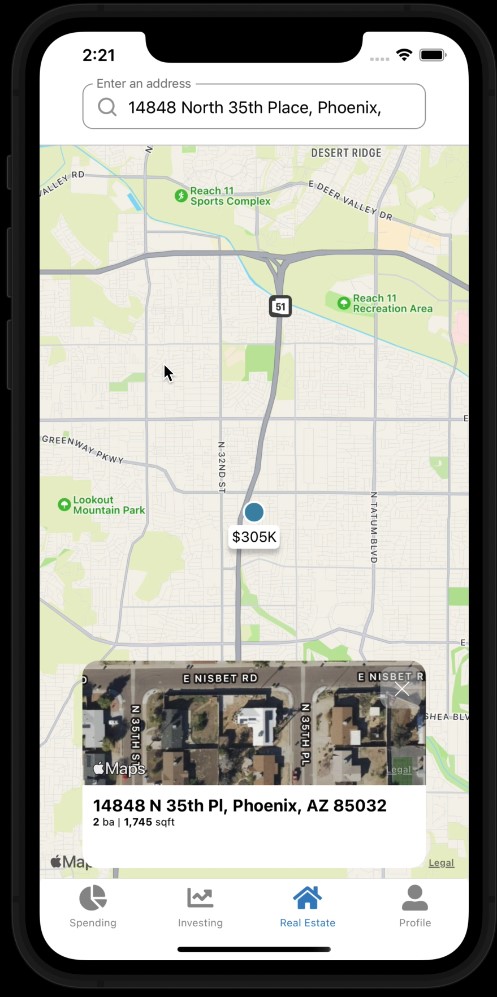 2:21
Enter an address
14848 North 35th Place, Phoenix,
N
DESERT RIDGE
VALLEY RD
Reach 11
Sports Complex
E DEER VALLEY DR
51
Reach 11
Recreation Area
E
GREENWAY PKWY
N 32ND ST
Lookout
Mountain Park
N TATUM BLVD
$305K
E
E NISBET RD
E NISBET R
N 35TH S
N 35TH PL
SHEA BLV
Maps
Legal
14848 N 35th Pl, Phoenix, AZ 85032
2 ba | 1,745 sqft
Map
Legal
Spending
Investing
Real Estate
Profile